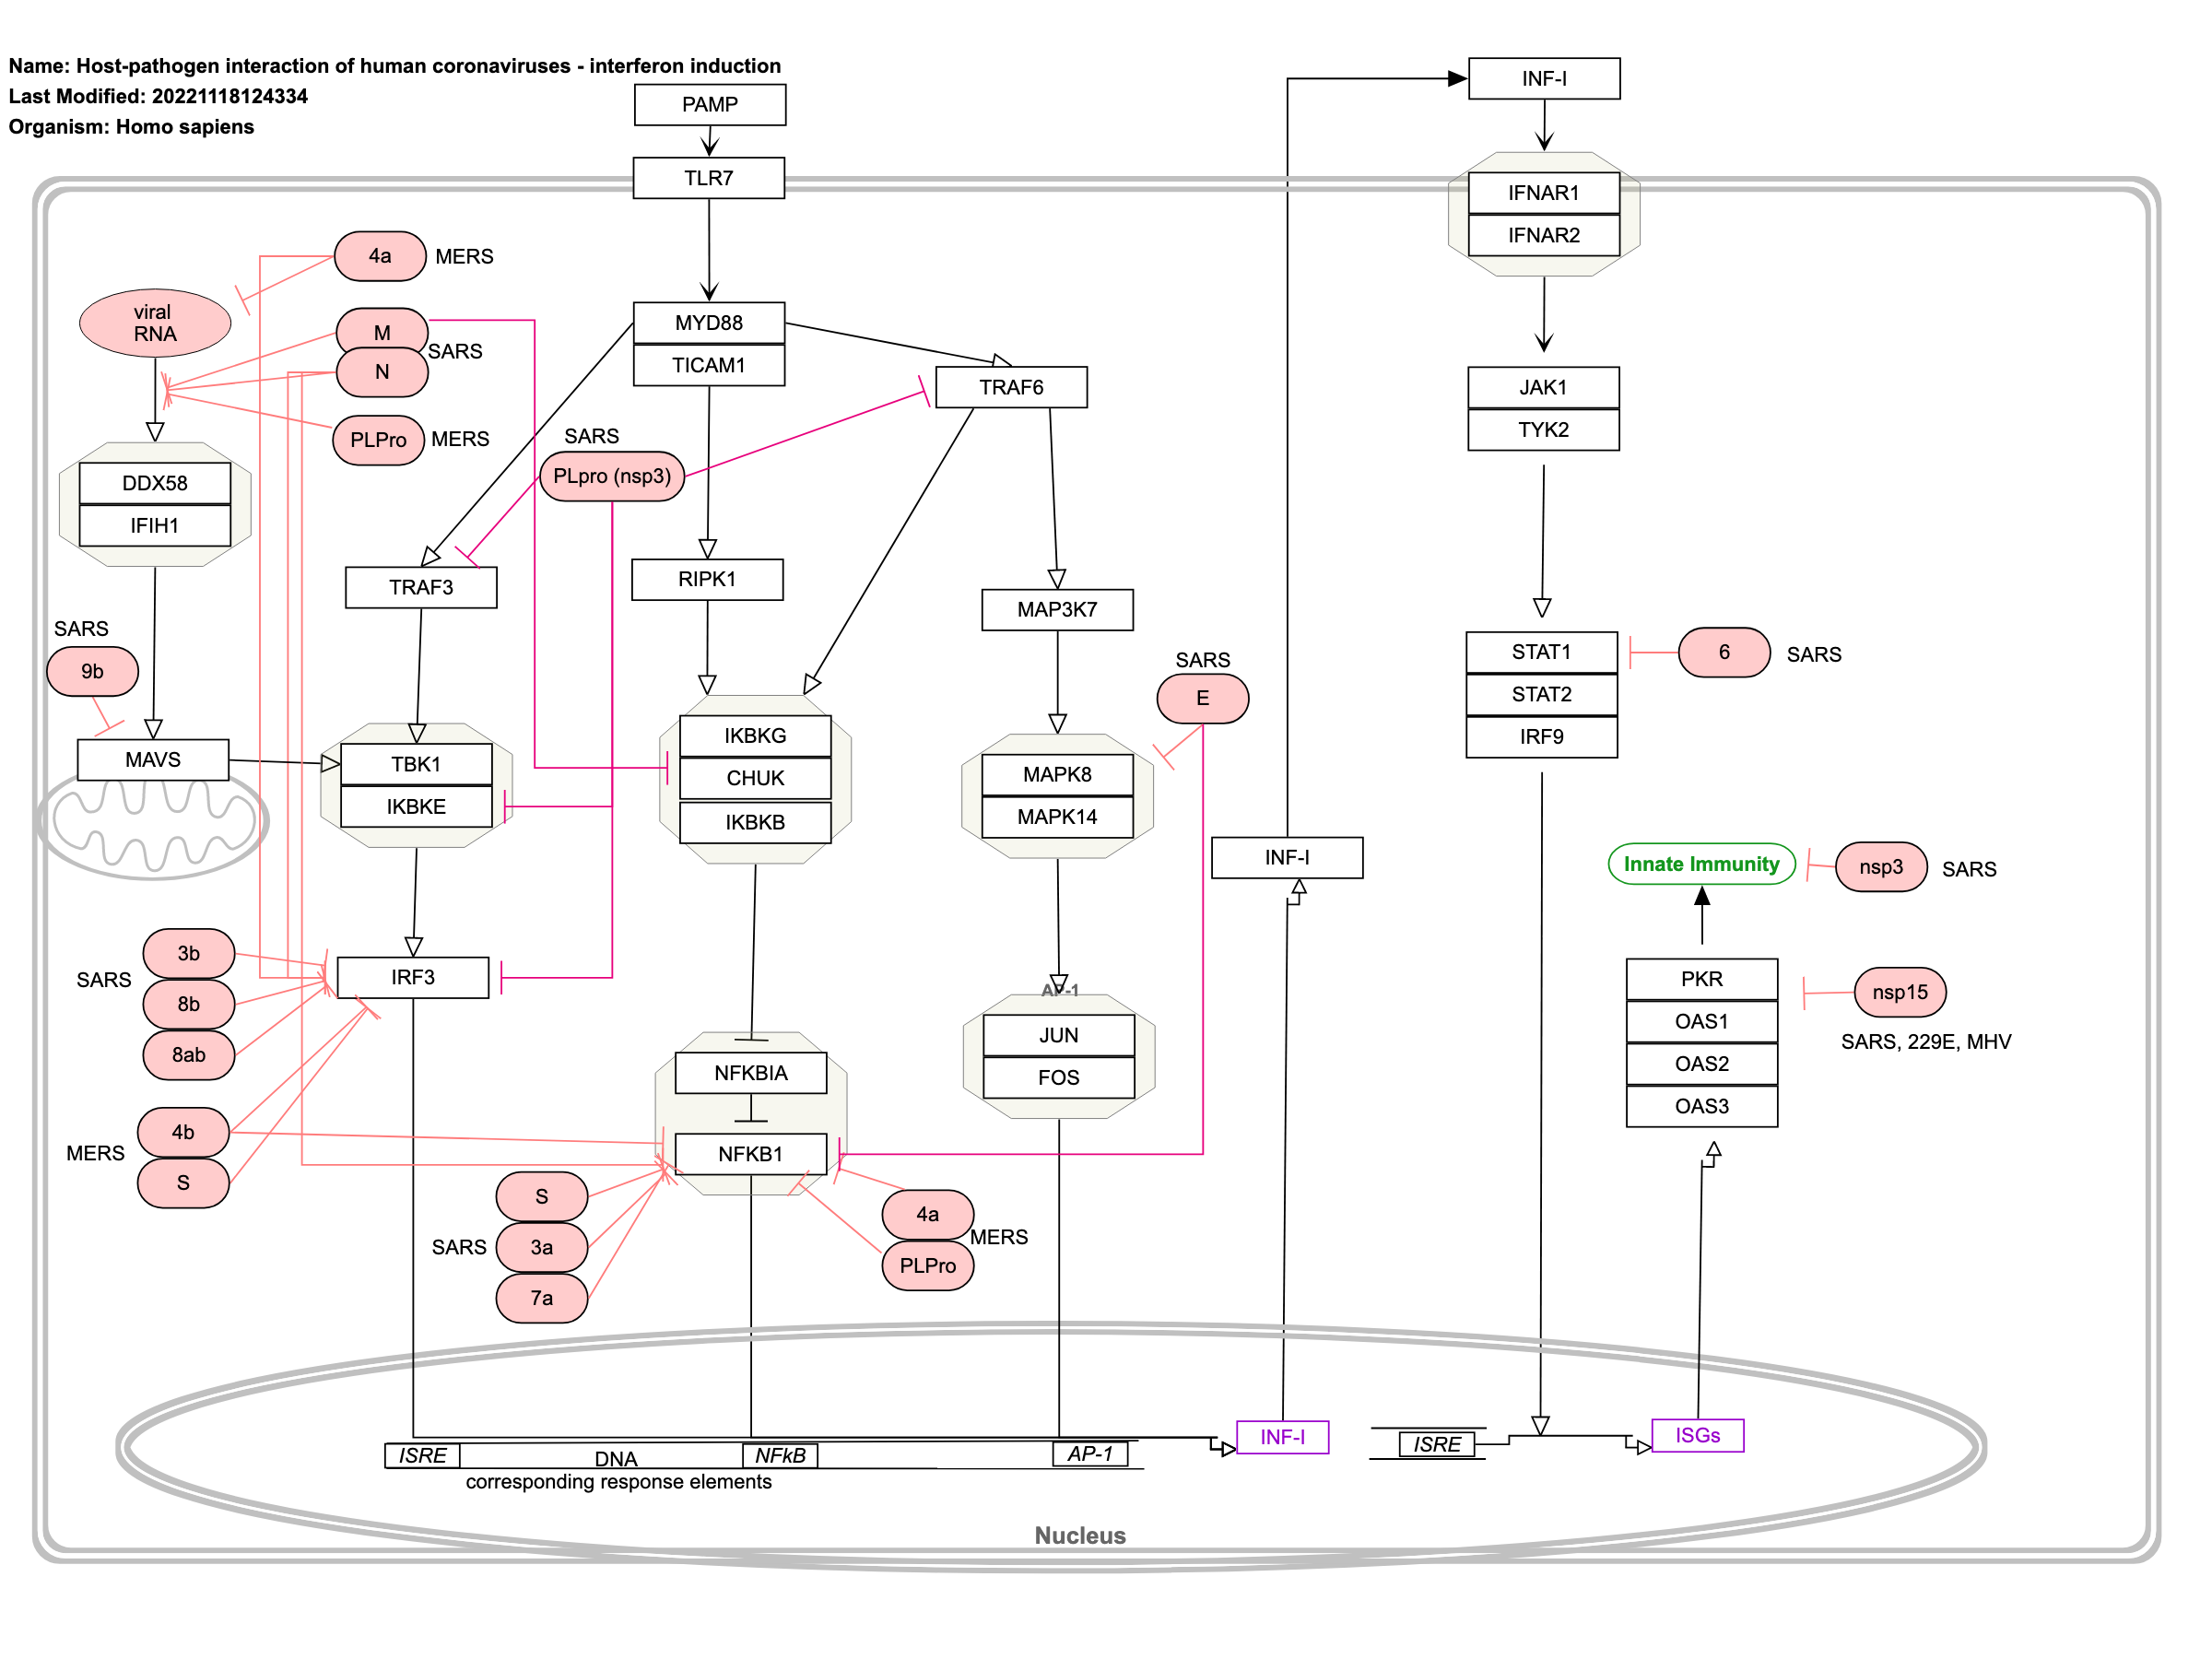 Name: Host-pathogen interaction of human coronaviruses - interferon induction
Last Modified: 20221118124334
Organism: Homo sapiens
PAMP
TLR7
INF-I
IFNAR1
IFNAR2
4a
MERS
viral
RNA
M
SARS
N
PLPro
MERS
MYD88
TICAM1
TRAF6
JAK1
TYK2
SARS
PLpro (nsp3)
DDX58
IFIH1
TRAF3
RIPK1
MAP3K7
SARS
9b
MAVS
TBK1
IKBKE
IKBKG
CHUK
IKBKB
SARS
E
MAPK8
MAPK14
STAT1
STAT2
IRF9
6
SARS
INF-I
Innate Immunity
nsp3
SARS
3b
SARS
8b
8ab
IRF3
AP-1
JUN
FOS
PKR
OAS1
OAS2
OAS3
nsp15
SARS, 229E, MHV
NFKBIA
NFKB1
4b
MERS
S
S
SARS
3a
7a
4a
MERS
PLPro
ISRE
DNA
NFkB
AP-1
INF-I
ISRE
ISGs
corresponding response elements
Nucleus